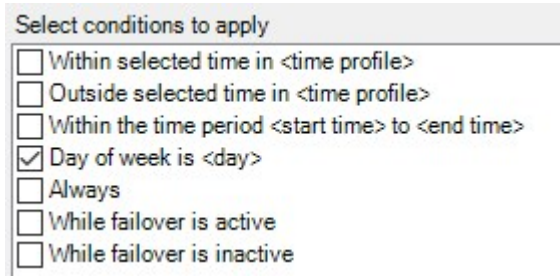 Select conditions to apply
Within selected time in <time profile>
Outside selected time in <time profile>
Within the time period <start time> to <end time>
Day of week is <day>
Always
While failover is active
While failover is inactive